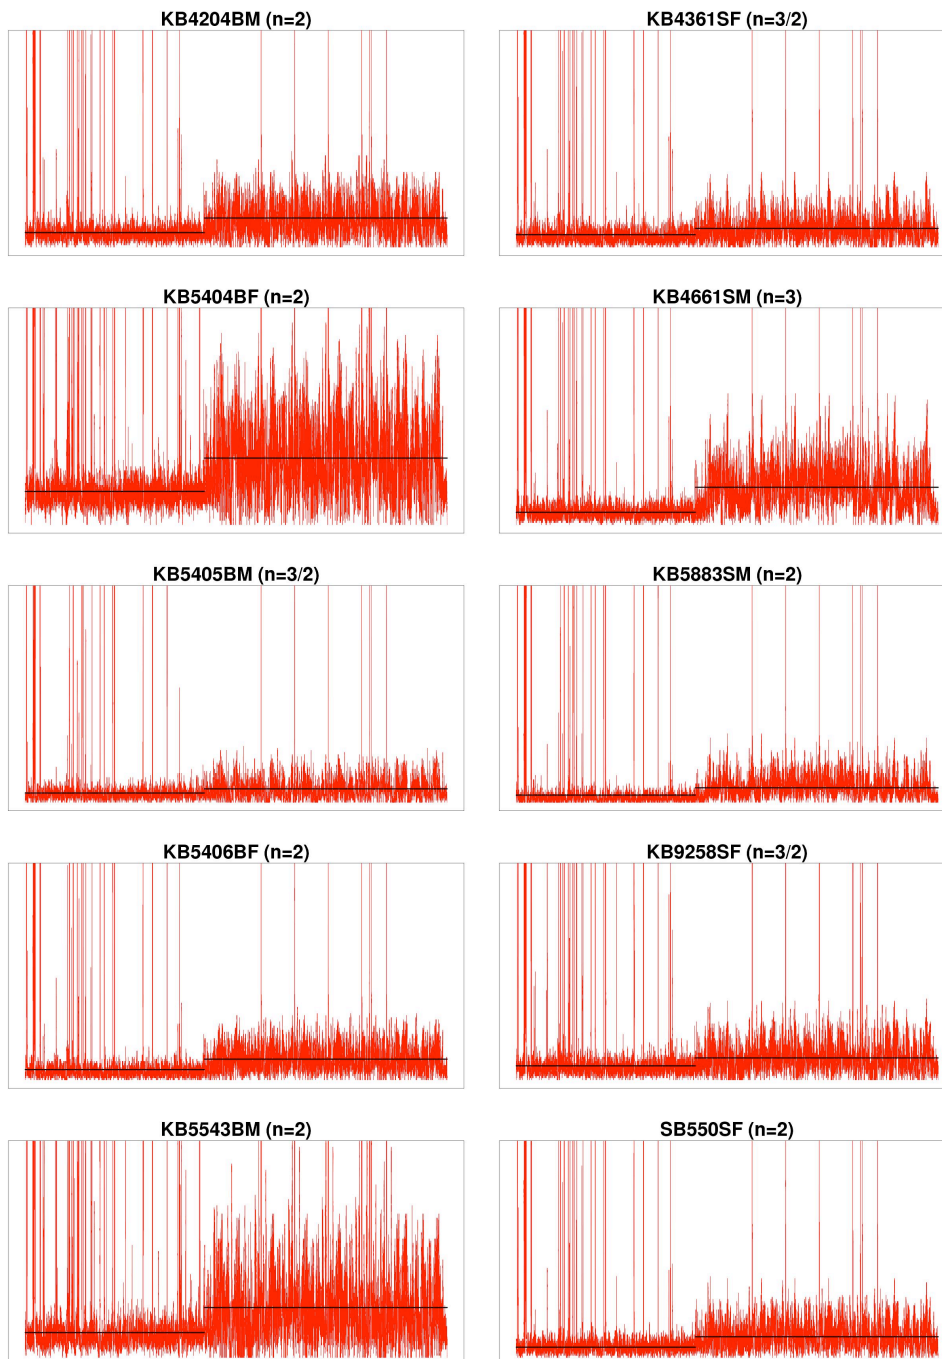 KB4204BM (n=2)
KB4361SF (n=3/2)
KB5404BF (n=2)
KB4661SM (n=3)
KB5405BM (n=3/2)
KB5883SM (n=2)
KB5406BF (n=2)
KB9258SF (n=3/2)
KB5543BM (n=2)
SB550SF (n=2)